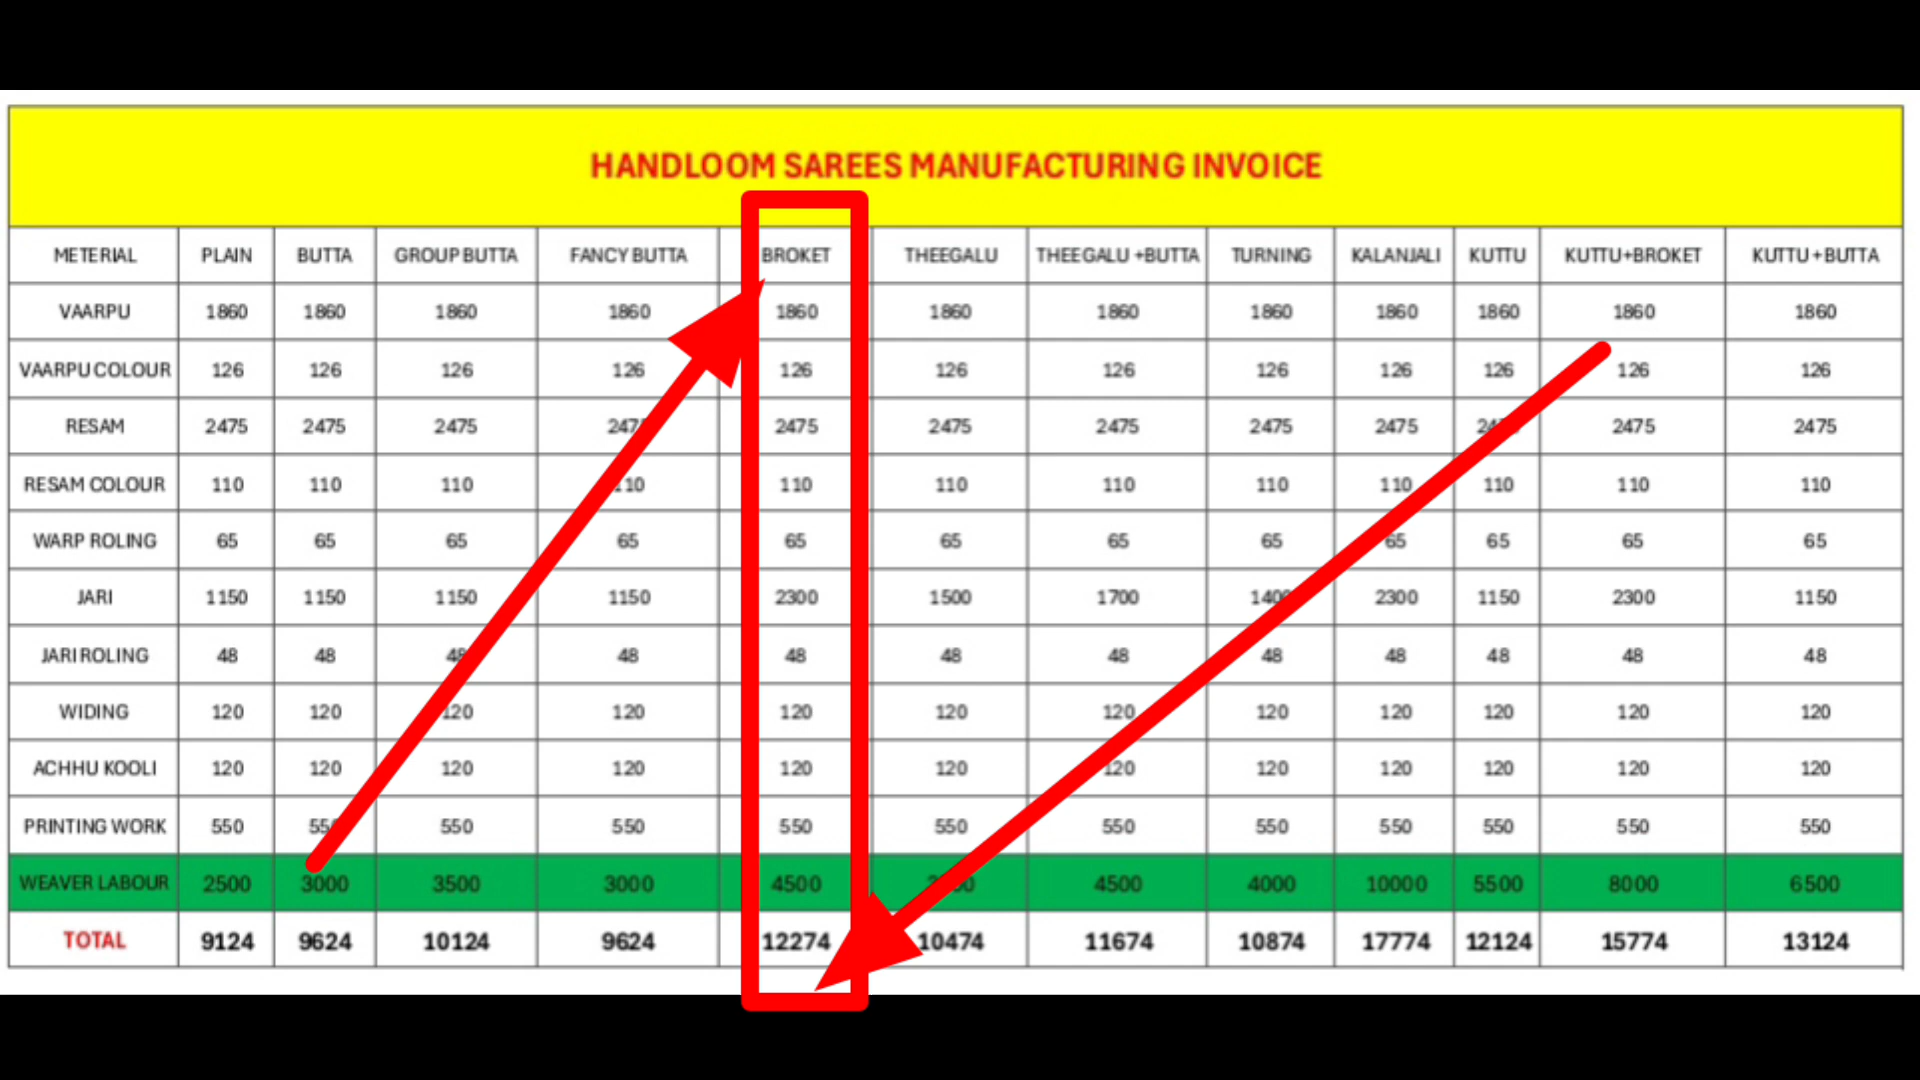 HANDLOOM SAREES MANUFACTURING INVOICE
METERIAL PLAIN BUTTA GROUP BUTTA FANCY BUTTA BROKET THEEGALU THEEGALU +BUTTA TURNING KALANJALI KUTTU KUTTU+BROKET KUTTU +BUTTA
VAARPU 1860 1860 1860 1860 1860 1860 1860 1860 1860 1860 1860 1860
VAARPU COLOUR 126 126 126 126 126 126 126 126 126 126 126 126
RESAM 2475 2475 2475 2475 2475 2475 2475 2475 2475 2475 2475
RESAM COLOUR 110 110 110 110 110 110 110 110 110 110 110
WARP ROLING 65 65 65 65 65 65 65 65 65 65 65 65
JARI 1150 1150 1150 1150 2300 1500 1700 1400 2300 1150 2300 1150
JARI ROLING 48 48 48 48 48 48 48 48 48 48 48 48
WIDING 120 120 120 120 120 120 120 120 120 120 120 120
ACHHU KOOLI 120 120 120 120 120 120 120 120 120 120 120 120
PRINTING WORK 550 550 550 550 550 550 550 550 550 550 550 550
WEAVER LABOUR 2500 3000 3500 3000 4500 4500 4000 10000 5500 8000 6500
TOTAL 9124 9624 10124 9624 12274 10474 11674 10874 17774 12124 15774 13124